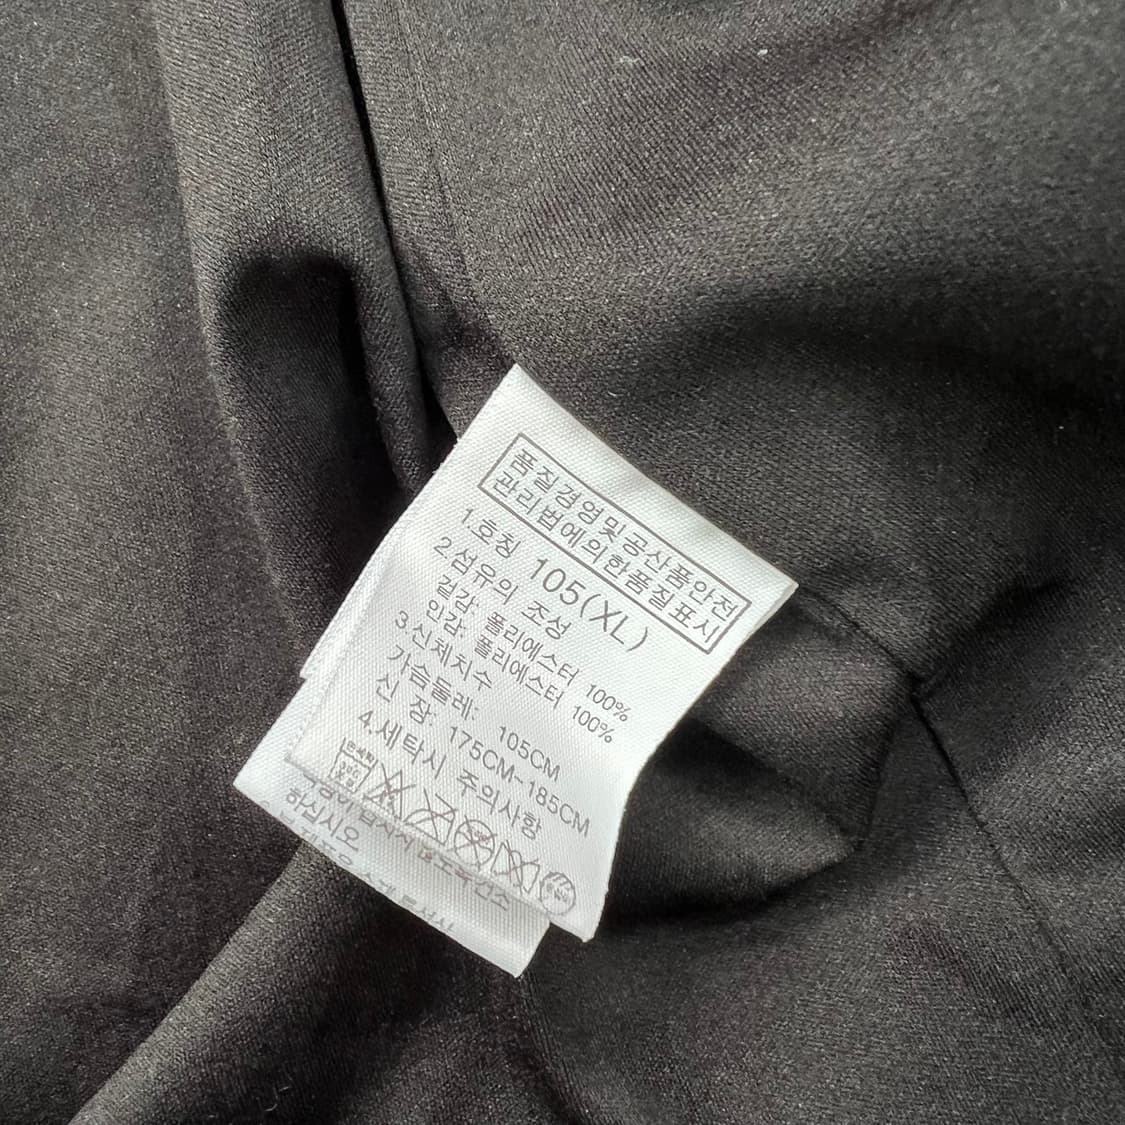 품질경영및공산품안전
관리법에의한품질표시
1.호칭 105(XL)
2.섬유의 조성
겉감: 폴리에스터 100%
인감: 폴리에스터 100%
3.신체치수
가슴둘레: 105CM
신 장: 175CM~185CM
4.세탁시 주의사항
하십시오